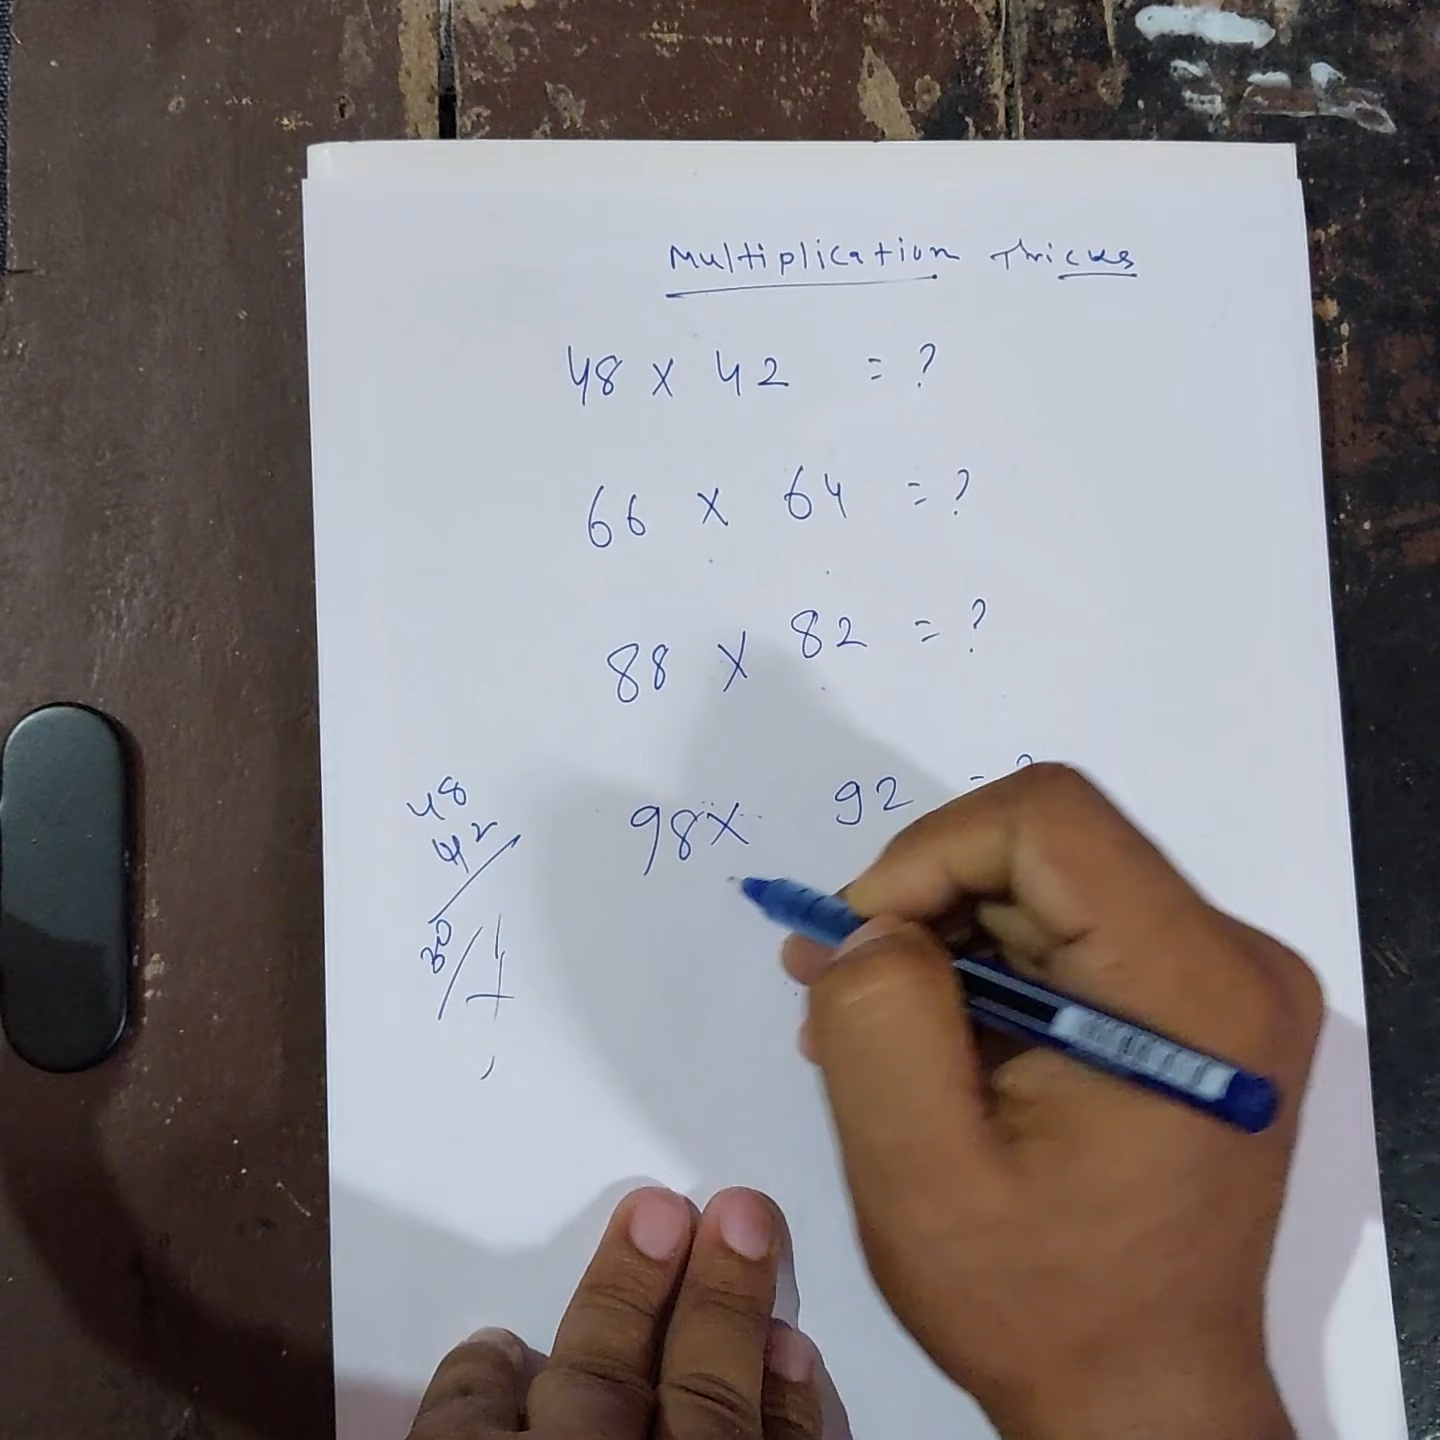 Multiplication Tricks
48 x 42 = ?
66 x 64 = ?
88 x 82 = ?
98 x 92 = ?
48
42
30/